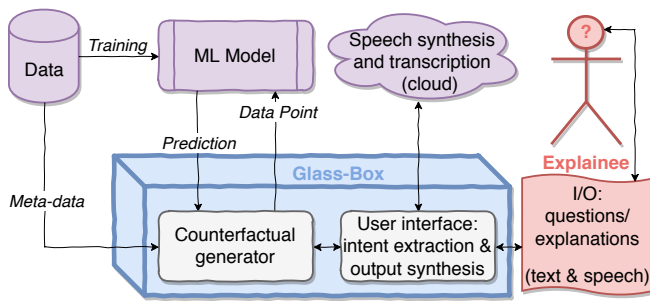 Data
Training
ML Model
Speech synthesis
and transcription
(cloud)
?
Data Point
Prediction
Explainee
Glass-Box
Meta-data
Counterfactual
generator
User interface:
intent extraction &
output synthesis
I/O:
questions/
explanations
(text & speech)